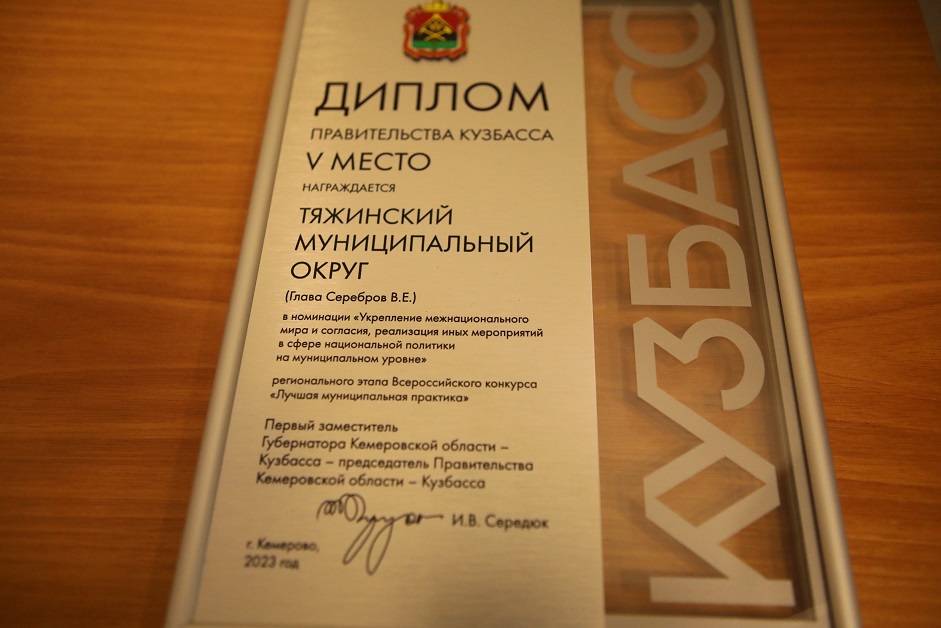 ДИПЛОМ
ПРАВИТЕЛЬСТВА КУЗБАССА
V МЕСТО
НАГРАЖДАЕТСЯ
ТЯЖИНСКИЙ
МУНИЦИПАЛЬНЫЙ
ОКРУГ
(Глава Серебров В.Е.)
в номинации «Укрепление межнационального
мира и согласия, реализация иных мероприятий
в сфере национальной политики
на муниципальном уровне»
регионального этапа Всероссийского конкурса
«Лучшая муниципальная практика»
Первый заместитель
Губернатора Кемеровской области –
Кузбасса – председатель Правительства
Кемеровской области – Кузбасса
И.В. Середюк
г. Кемерово,
2023 год
КУЗБАСС